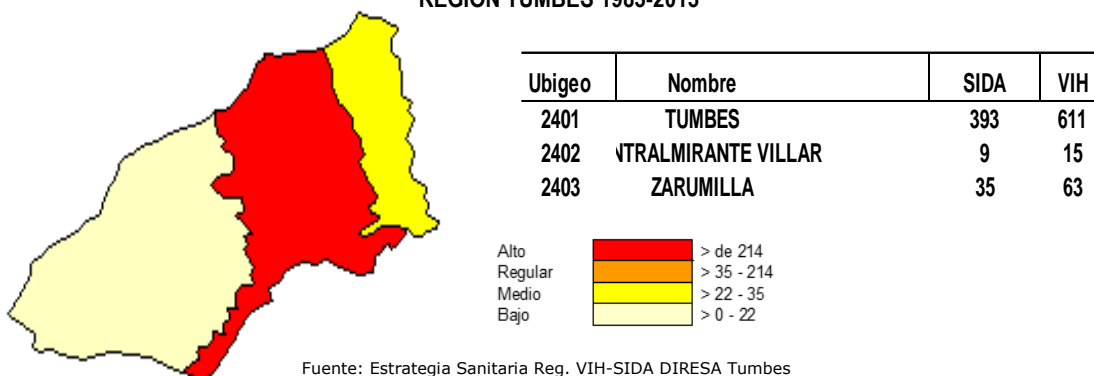 REGION TUMBES 1985-2015
Ubigeo Nombre SIDA VIH
2401 TUMBES 393 611
2402 NTRALMIRANTE VILLAR 9 15
2403 ZARUMILLA 35 63
Alto > de 214
Regular > 35 - 214
Medio > 22 - 35
Bajo > 0 - 22
Fuente: Estrategia Sanitaria Reg. VIH-SIDA DIRESA Tumbes